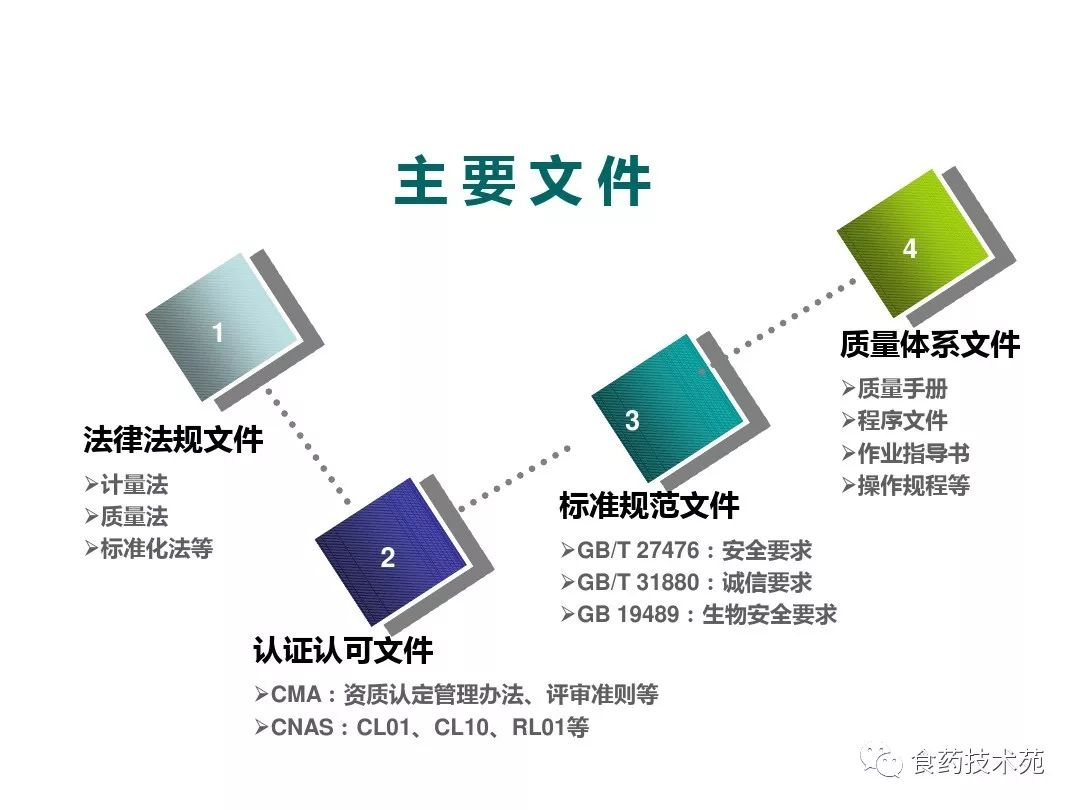 主要文件
1
法律法规文件
➢计量法
➢质量法
➢标准化法等
2
认证认可文件
➢CMA：资质认定管理办法、评审准则等
➢CNAS：CL01、CL10、RL01等
3
标准规范文件
➢GB/T 27476：安全要求
➢GB/T 31880：诚信要求
➢GB 19489：生物安全要求
4
质量体系文件
➢质量手册
➢程序文件
➢作业指导书
➢操作规程等
食药技术苑